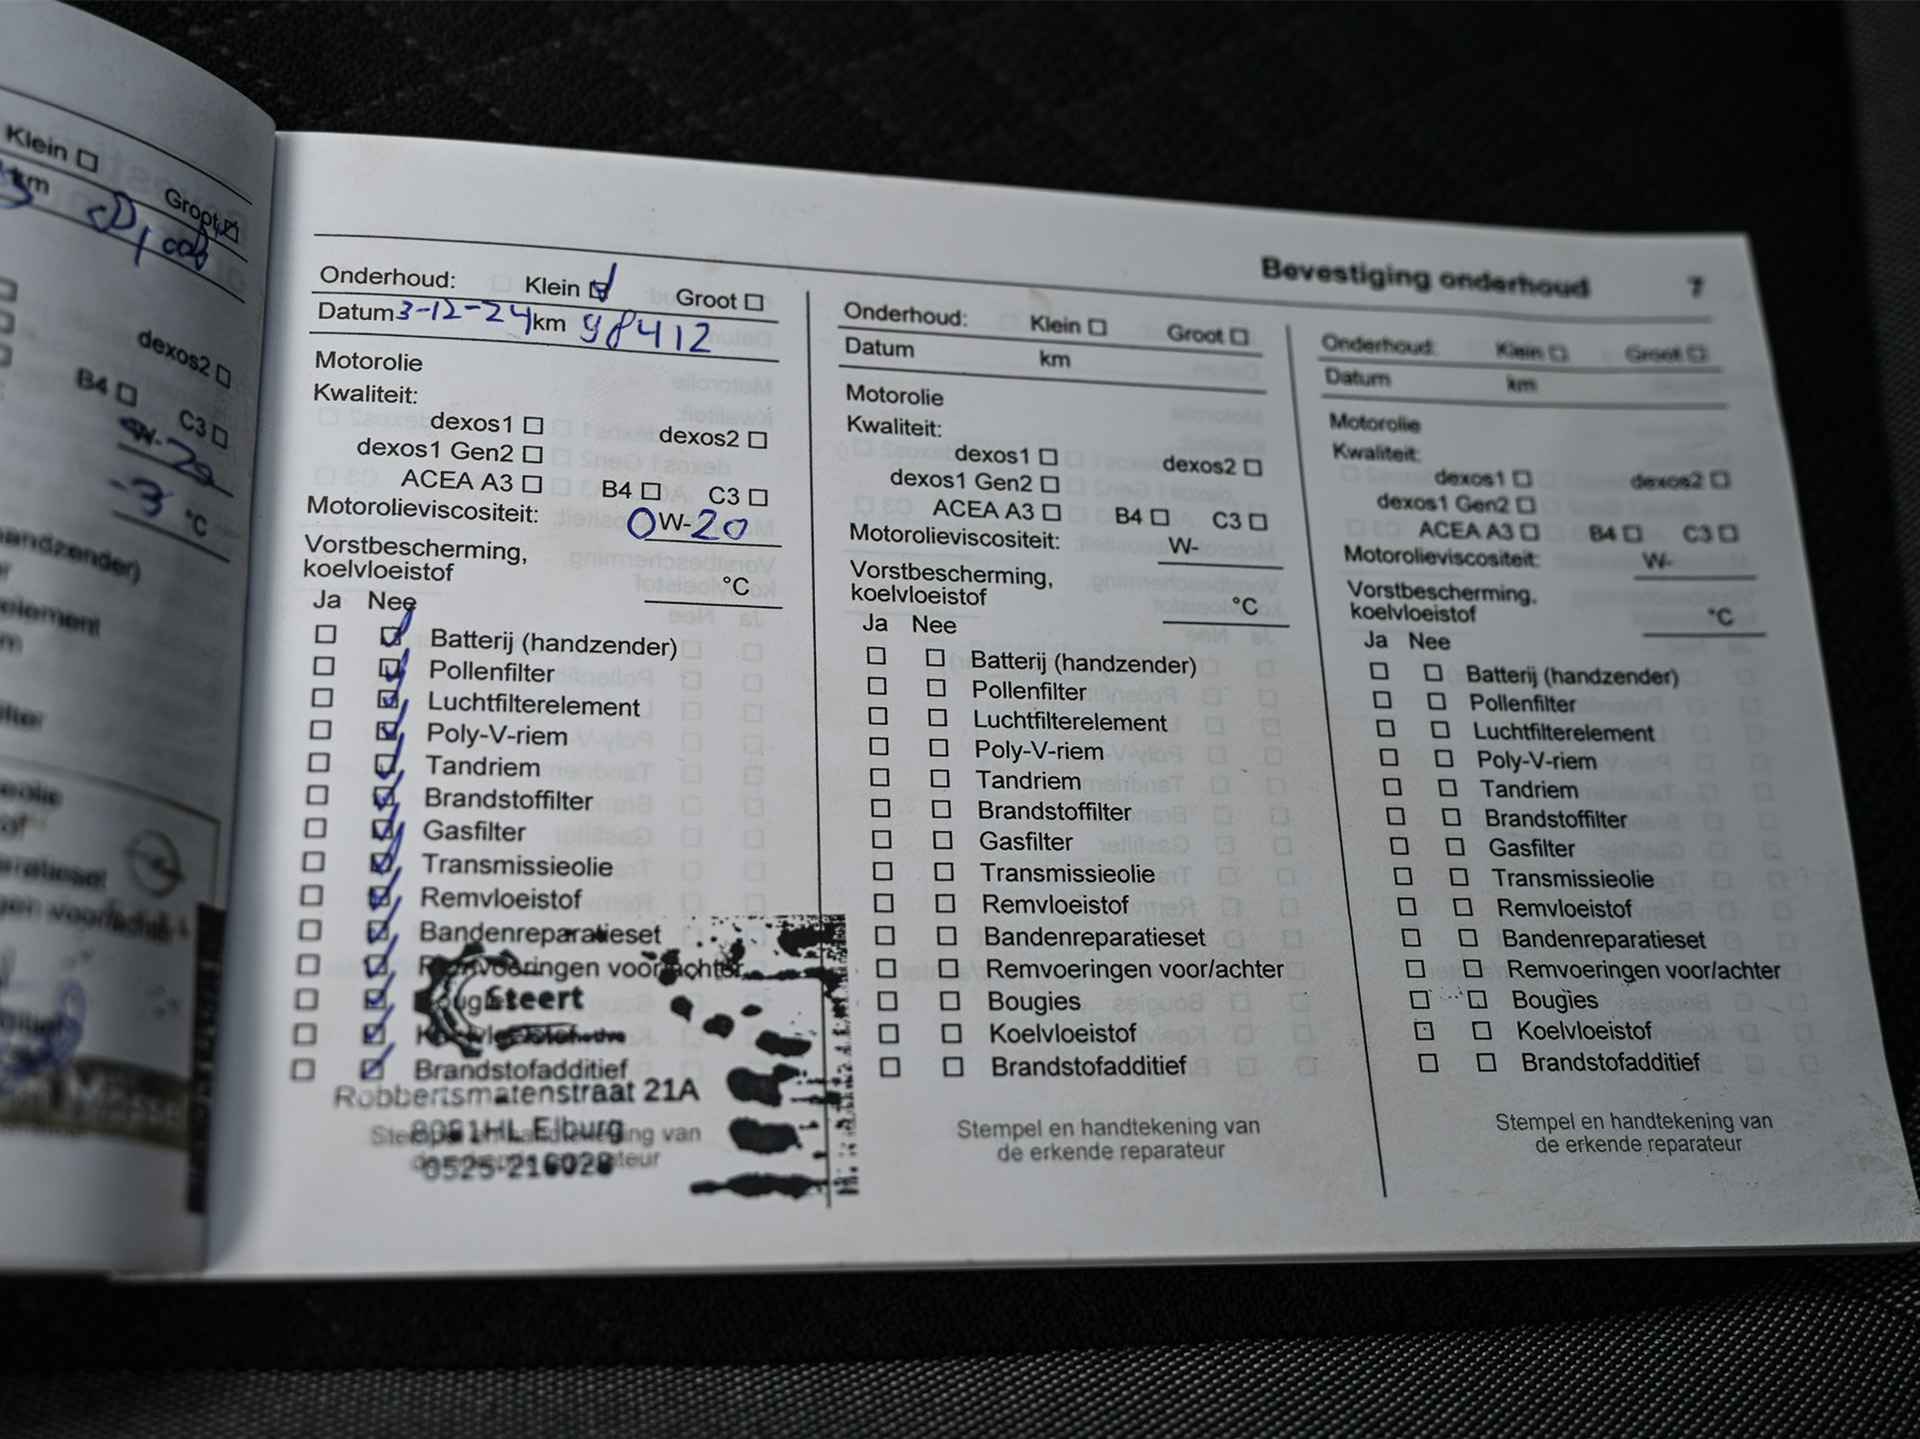 Klein
Groot
km
dexos2
B4
C3
W-20
-3 °C
handzender)
element
Bevestiging onderhoud 7
Onderhoud: Klein Groot
Datum 3-12-24 km 98412
Motorolie
Kwaliteit:
dexos1 dexos2
dexos1 Gen2
ACEA A3 B4 C3
Motorolieviscositeit: 0W-20
Vorstbescherming,
koelvloeistof °C
Ja Nee
Batterij (handzender)
Pollenfilter
Luchtfilterelement
Poly-V-riem
Tandriem
Brandstoffilter
Gasfilter
Transmissieolie
Remvloeistof
Bandenreparatieset
Remvoeringen voor/achter
Steert
Brandstofadditief
Robbertsmatenstraat 21A
8081HL Elburg
0525-216028
Onderhoud: Klein Groot
Datum km
Motorolie
Kwaliteit:
dexos1 dexos2
dexos1 Gen2
ACEA A3 B4 C3
Motorolieviscositeit: W-
Vorstbescherming,
koelvloeistof °C
Ja Nee
Batterij (handzender)
Pollenfilter
Luchtfilterelement
Poly-V-riem
Tandriem
Brandstoffilter
Gasfilter
Transmissieolie
Remvloeistof
Bandenreparatieset
Remvoeringen voor/achter
Bougies
Koelvloeistof
Brandstofadditief
Stempel en handtekening van
de erkende reparateur
Onderhoud: Klein Groot
Datum km
Motorolie
Kwaliteit:
dexos1 dexos2
dexos1 Gen2
ACEA A3 B4 C3
Motorolieviscositeit: W-
Vorstbescherming,
koelvloeistof °C
Ja Nee
Batterij (handzender)
Pollenfilter
Luchtfilterelement
Poly-V-riem
Tandriem
Brandstoffilter
Gasfilter
Transmissieolie
Remvloeistof
Bandenreparatieset
Remvoeringen voor/achter
Bougies
Koelvloeistof
Brandstofadditief
Stempel en handtekening van
de erkende reparateur